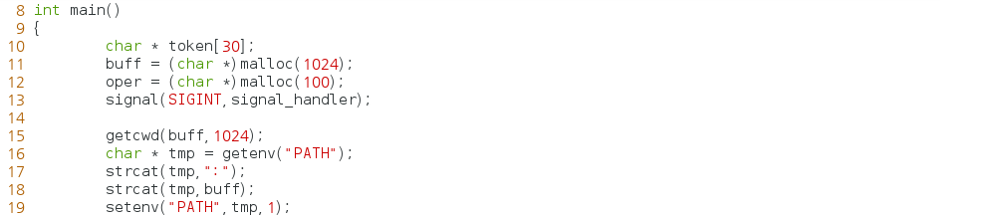 8 int main()
9 {
10 char * token[30];
11 buff = (char *)malloc(1024);
12 oper = (char *)malloc(100);
13 signal(SIGINT,signal_handler);
14
15 getcwd(buff,1024);
16 char * tmp = getenv("PATH");
17 strcat(tmp,":");
18 strcat(tmp,buff);
19 setenv("PATH",tmp,1);